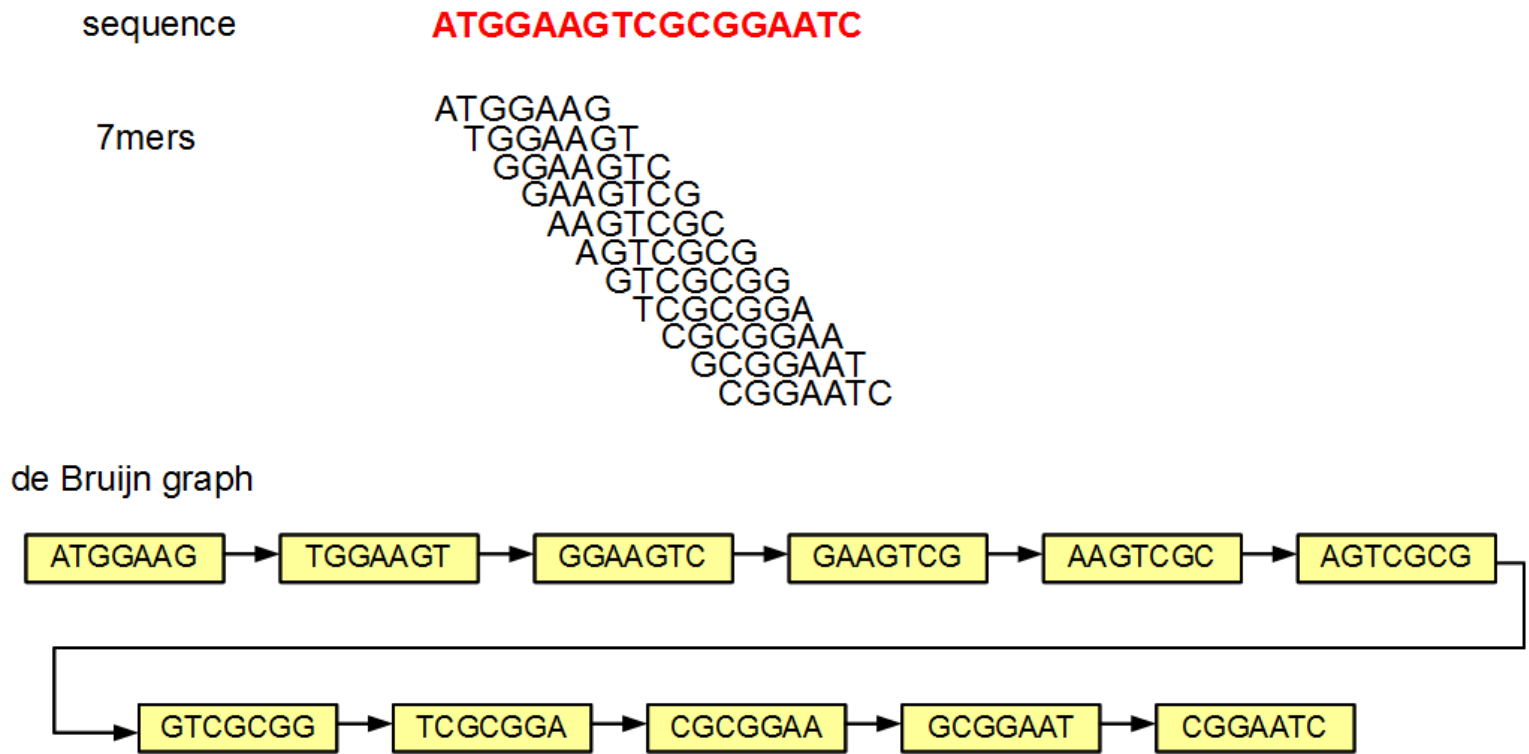 sequence ATGGAAGTCGCGGAATC
7mers
ATGGAAG
TGGAAGT
GGAAGTC
GAAGTCG
AAGTCGC
AGTCGCG
GTCGCGG
TCGCGGA
CGCGGAA
GCGGAAT
CGGAATC
de Bruijn graph
ATGGAAG TGGAAGT GGAAGTC GAAGTCG AAGTCGC AGTCGCG
GTCGCGG TCGCGGA CGCGGAA GCGGAAT CGGAATC